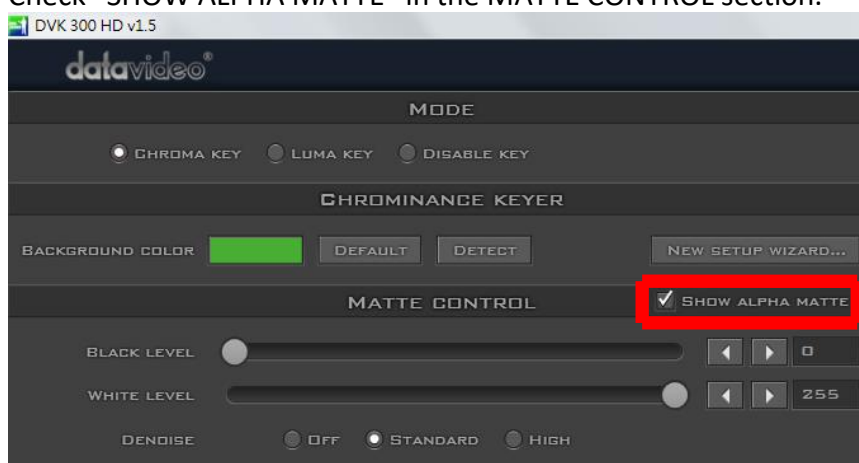 Check "SHOW ALPHA MATTE" in the MATTE CONTROL section.
DVK 300 HD v1.5
datavideo®
MODE
CHROMA KEY LUMA KEY DISABLE KEY
CHROMINANCE KEYER
BACKGROUND COLOR DEFAULT DETECT NEW SETUP WIZARD...
MATTE CONTROL SHOW ALPHA MATTE
BLACK LEVEL 0
WHITE LEVEL 255
DENOISE OFF STANDARD HIGH